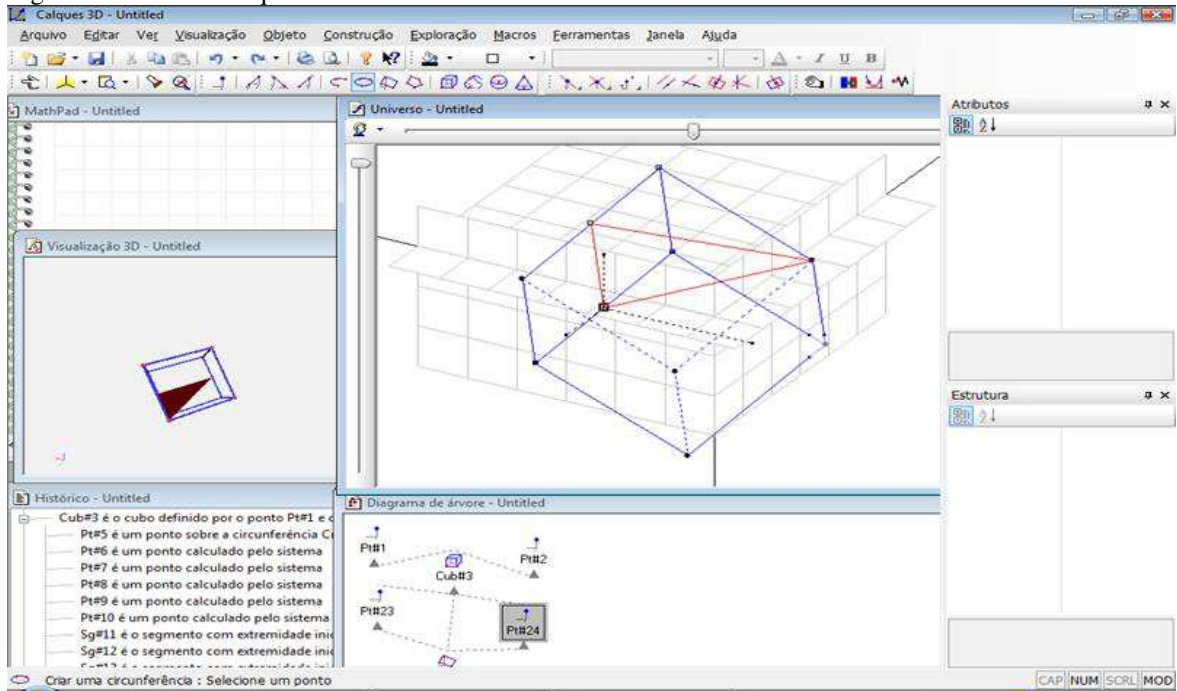 Calques 3D - Untitled
Arquivo Editar Ver Visualização Objeto Construção Exploração Macros Ferramentas Janela Ajuda
A I U B
MathPad - Untitled
Universo - Untitled
Atributos
Visualização 3D - Untitled
Estrutura
Histórico - Untitled
Cub#3 é o cubo definido por o ponto Pt#1 e
Pt#5 é um ponto sobre a circunferência
Pt#6 é um ponto calculado pelo sistema
Pt#7 é um ponto calculado pelo sistema
Pt#8 é um ponto calculado pelo sistema
Pt#9 é um ponto calculado pelo sistema
Pt#10 é um ponto calculado pelo sistema
Sg#11 é o segmento com extremidade
Sg#12 é o segmento com extremidade
Diagrama de árvore - Untitled
Pt#1
Pt#2
Cub#3
Pt#23
Pt#24
Criar uma circunferência : Selecione um ponto
CAP NUM SCRL MOD